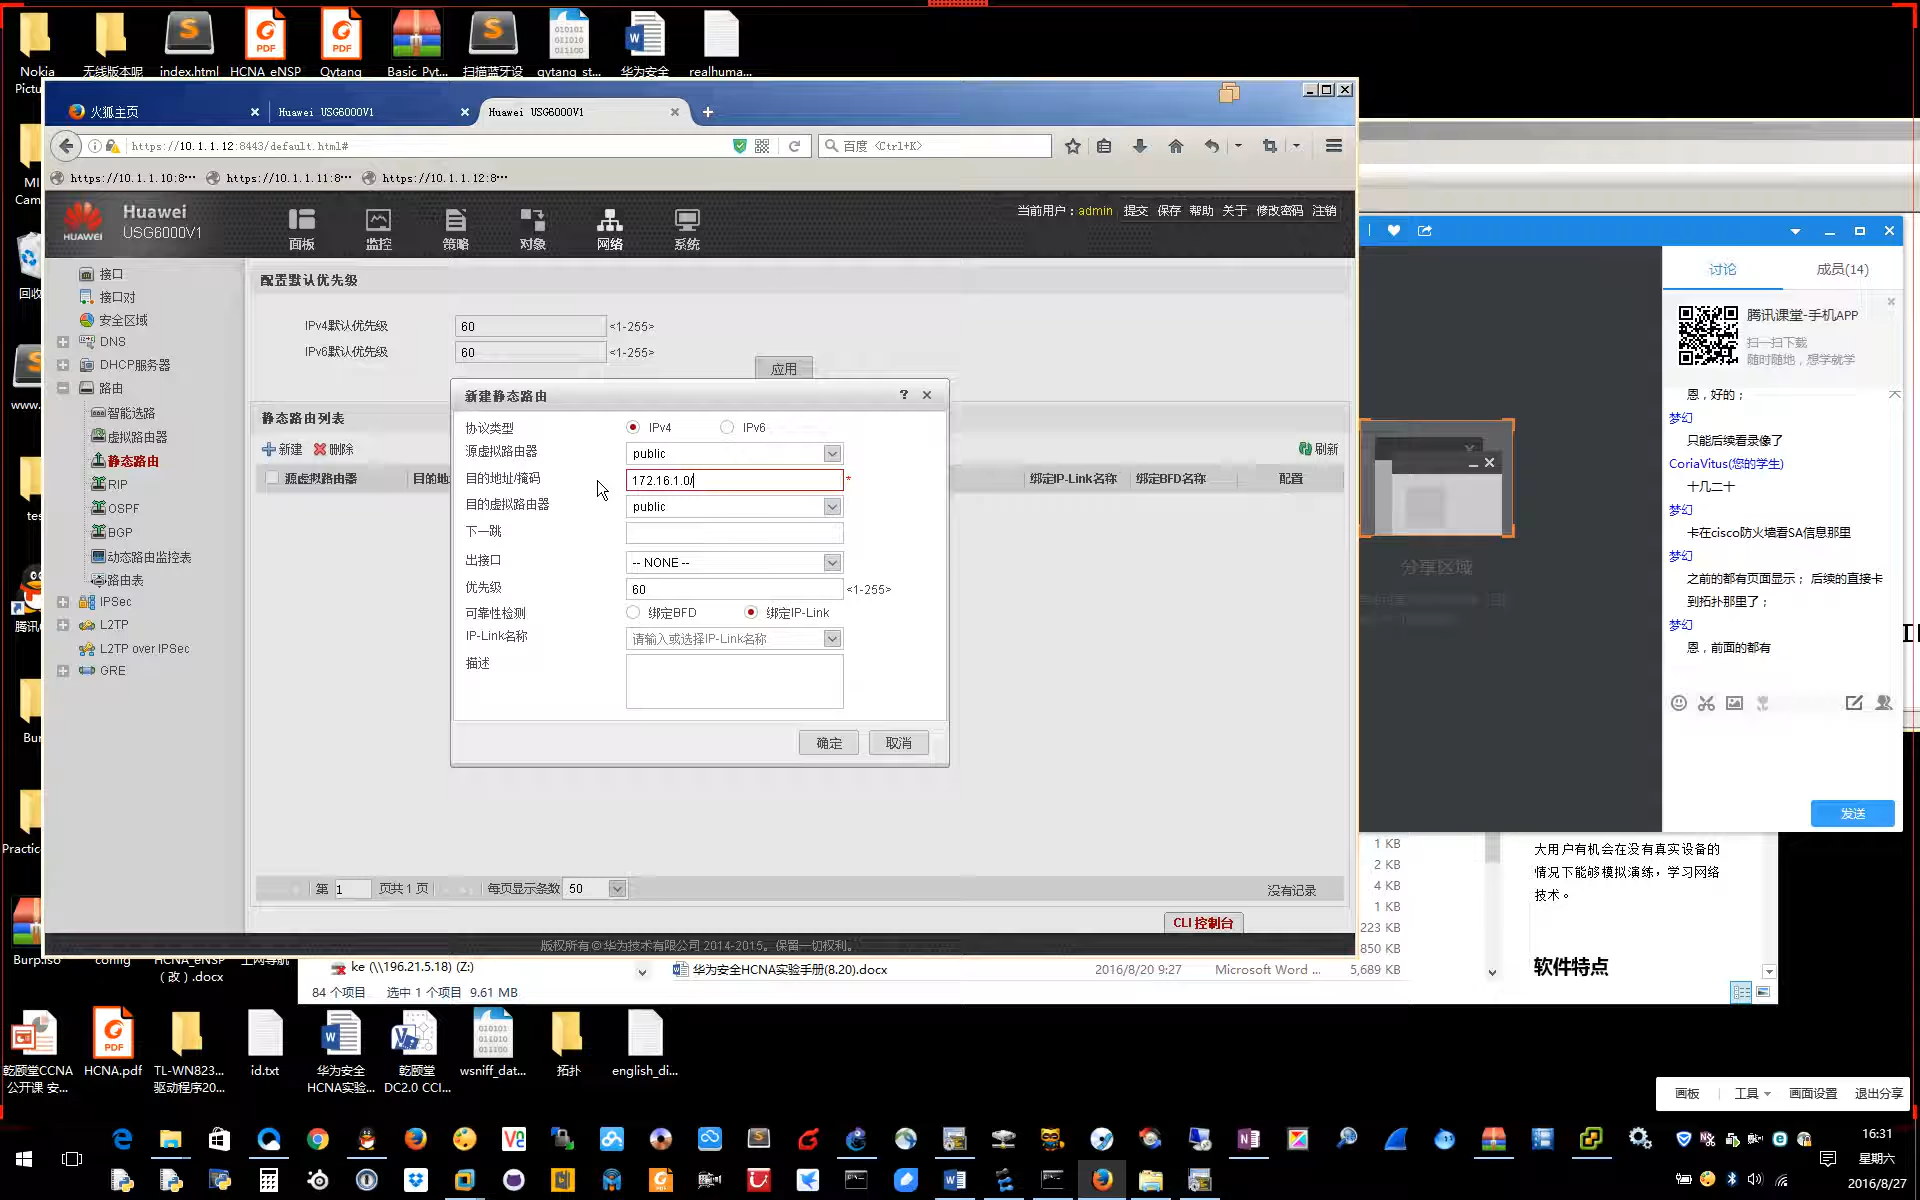 Nokia
Pictu
无线版本呢
index.html
HCNA_eNSP
Qytang
Basic_Pyt...
扫描蓝牙设
qytang_st...
华为安全
realhuma...
火狐主页
Huawei USG6000V1
Huawei USG6000V1
https://10.1.1.12:8443/default.html#
百度 <Ctrl+K>
https://10.1.1.10:8…
https://10.1.1.11:8…
https://10.1.1.12:8…
HUAWEI
Huawei
USG6000V1
面板
监控
策略
对象
网络
系统
当前用户：admin 提交 保存 帮助 关于 修改密码 注销
接口
接口对
安全区域
DNS
DHCP服务器
路由
智能选路
虚拟路由器
静态路由
RIP
OSPF
BGP
动态路由监控表
路由表
IPSec
L2TP
L2TP over IPSec
GRE
配置默认优先级
IPv4默认优先级 60 <1-255>
IPv6默认优先级 60 <1-255>
应用
静态路由列表
新建 删除
刷新
源虚拟路由器
目的地
绑定IP-Link名称
绑定BFD名称
配置
新建静态路由
?
协议类型 IPv4 IPv6
源虚拟路由器 public
目的地址/掩码 172.16.1.0/ *
目的虚拟路由器 public
下一跳
出接口 -- NONE --
优先级 60 <1-255>
可靠性检测 绑定BFD 绑定IP-Link
IP-Link名称 请输入或选择IP-Link名称
描述
确定 取消
第 1 页共 1 页 每页显示条数 50
没有记录
CLI 控制台
版权所有©华为技术有限公司 2014-2015。保留一切权利。
MI
Cam
回收
www.
tes
腾讯
Bur
Practic
Burp.iso
config
HCNA_eNSP
（改）.docx
上网导航
讨论
成员(14)
腾讯课堂-手机APP
扫一扫下载
随时随地，想学就学
恩，好的；
梦幻
只能后续看录像了
CoriaVitus(您的学生)
十几二十
梦幻
卡在cisco防火墙看SA信息那里
梦幻
之前的都有页面显示； 后续的直接卡
到拓扑那里了；
梦幻
恩，前面的都有
发送
分享区域
1 KB
2 KB
4 KB
1 KB
223 KB
850 KB
大用户有机会在没有真实设备的
情况下能够模拟演练，学习网络
技术。
软件特点
ke (\\196.21.5.18) (Z:)
华为安全HCNA实验手册(8.20).docx
2016/8/20 9:27
Microsoft Word ...
5,689 KB
84 个项目 选中 1 个项目 9.61 MB
乾颐堂CCNA
公开课 安...
HCNA.pdf
TL-WN823...
驱动程序20...
id.txt
华为安全
HCNA实验...
乾颐堂
DC2.0 CCI...
wsniff_dat...
拓扑
english_di...
画板 工具 画面设置 退出分享
16:31
星期六
2016/8/27